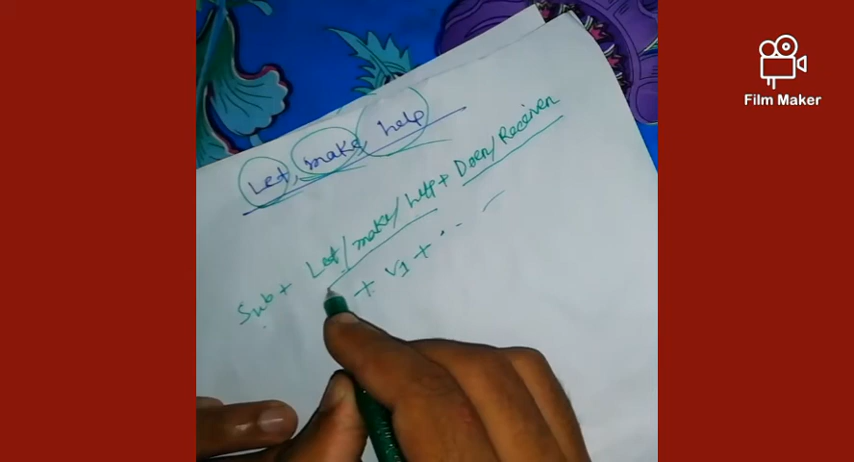 Let, make, help
Sub + Let/make/help + Doer/Receiver
+ V1 + ...
Film Maker